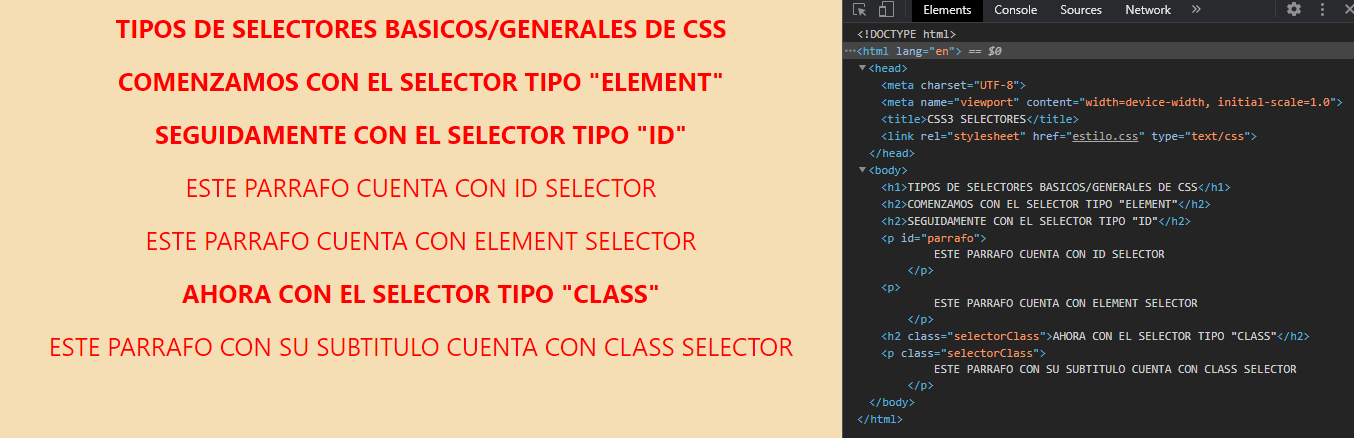 TIPOS DE SELECTORES BASICOS/GENERALES DE CSS
COMENZAMOS CON EL SELECTOR TIPO "ELEMENT"
SEGUIDAMENTE CON EL SELECTOR TIPO "ID"
ESTE PARRAFO CUENTA CON ID SELECTOR
ESTE PARRAFO CUENTA CON ELEMENT SELECTOR
AHORA CON EL SELECTOR TIPO "CLASS"
ESTE PARRAFO CON SU SUBTITULO CUENTA CON CLASS SELECTOR
Elements Console Sources Network »
<!DOCTYPE html>
⋯<html lang="en"> == $0
▼<head>
<meta charset="UTF-8">
<meta name="viewport" content="width=device-width, initial-scale=1.0">
<title>CSS3 SELECTORES</title>
<link rel="stylesheet" href="estilo.css" type="text/css">
</head>
▼<body>
<h1>TIPOS DE SELECTORES BASICOS/GENERALES DE CSS</h1>
<h2>COMENZAMOS CON EL SELECTOR TIPO "ELEMENT"</h2>
<h2>SEGUIDAMENTE CON EL SELECTOR TIPO "ID"</h2>
<p id="parrafo">
ESTE PARRAFO CUENTA CON ID SELECTOR
</p>
<p>
ESTE PARRAFO CUENTA CON ELEMENT SELECTOR
</p>
<h2 class="selectorClass">AHORA CON EL SELECTOR TIPO "CLASS"</h2>
<p class="selectorClass">
ESTE PARRAFO CON SU SUBTITULO CUENTA CON CLASS SELECTOR
</p>
</body>
</html>